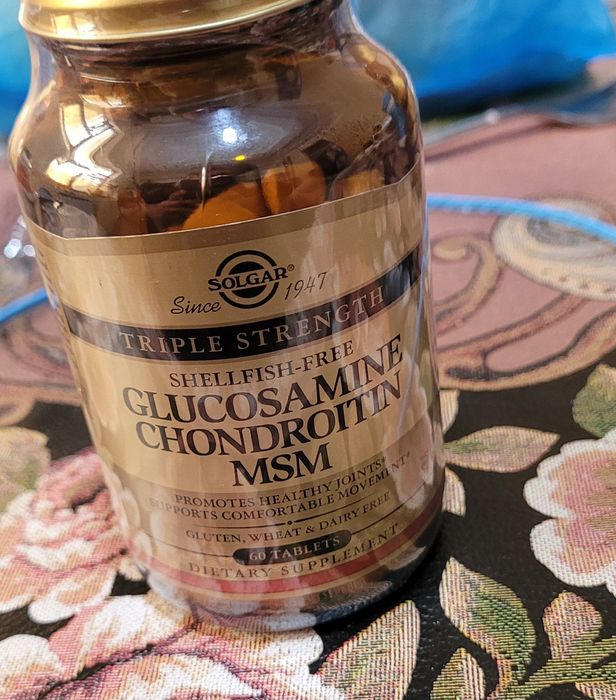 SOLGAR®
Since 1947
TRIPLE STRENGTH
SHELLFISH-FREE
GLUCOSAMINE
CHONDROITIN
MSM
PROMOTES HEALTHY JOINTS*
SUPPORTS COMFORTABLE MOVEMENT*
GLUTEN, WHEAT & DAIRY FREE
60 TABLETS
DIETARY SUPPLEMENT